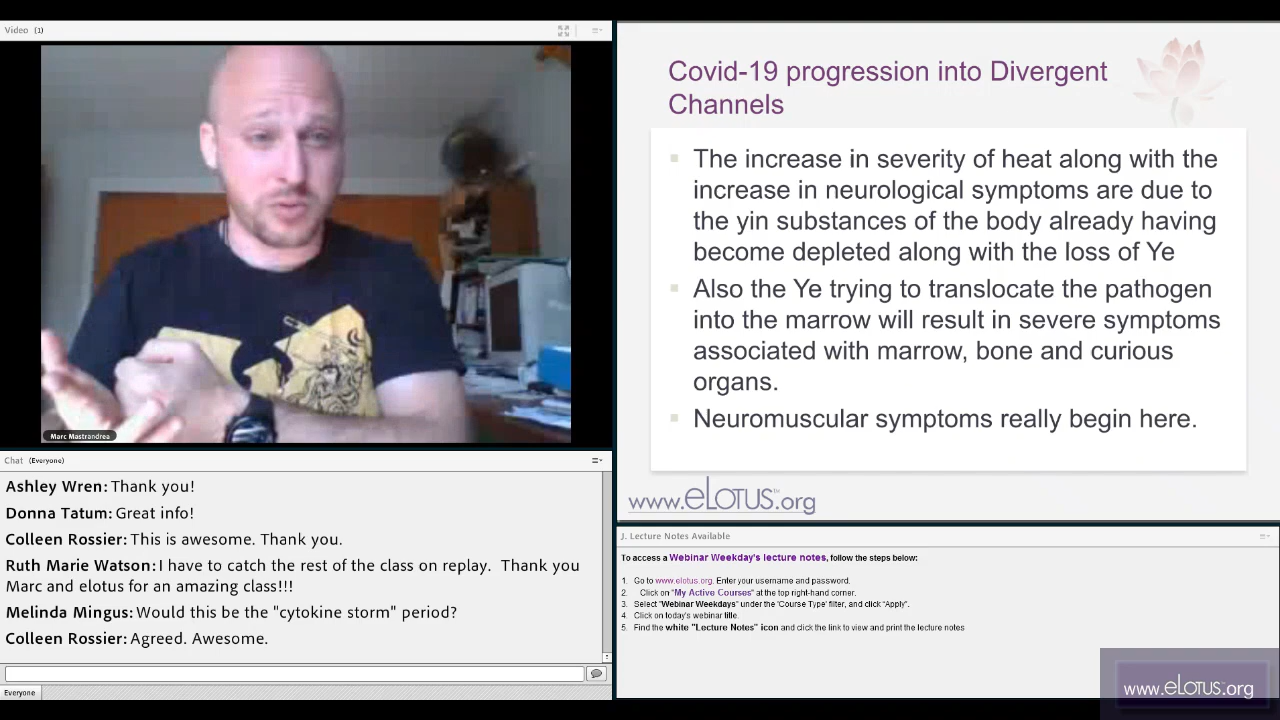 Video (1)
Marc Mastrandrea
Chat (Everyone)
Ashley Wren: Thank you!
Donna Tatum: Great info!
Colleen Rossier: This is awesome. Thank you.
Ruth Marie Watson: I have to catch the rest of the class on replay. Thank you
Marc and elotus for an amazing class!!!
Melinda Mingus: Would this be the "cytokine storm" period?
Colleen Rossier: Agreed. Awesome.
Everyone
Covid-19 progression into Divergent
Channels
The increase in severity of heat along with the
increase in neurological symptoms are due to
the yin substances of the body already having
become depleted along with the loss of Ye
Also the Ye trying to translocate the pathogen
into the marrow will result in severe symptoms
associated with marrow, bone and curious
organs.
Neuromuscular symptoms really begin here.
www.eLOTUS.org
J. Lecture Notes Available
To access a Webinar Weekday's lecture notes, follow the steps below:
1. Go to www.elotus.org. Enter your username and password.
2. Click on "My Active Courses" at the top right-hand corner.
3. Select "Webinar Weekdays" under the 'Course Type' filter, and click "Apply".
4. Click on today's webinar title.
5. Find the white "Lecture Notes" icon and click the link to view and print the lecture notes
www.eLOTUS.org